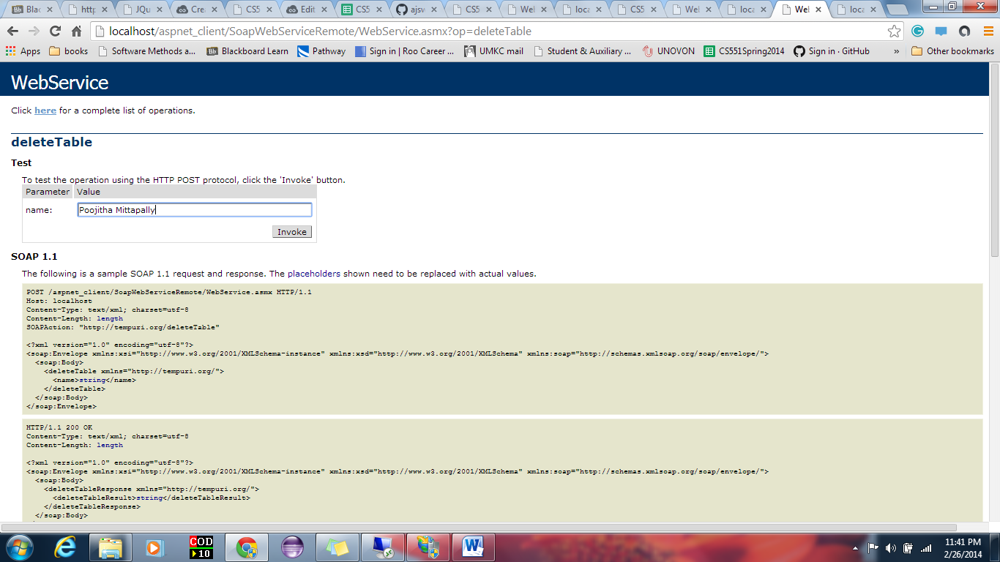 Blac
http
JQu
Crea
CS5
Edit
CS5
ajsw
CS5
Wel
loca
CS5
Wel
loca
Wel
loca
localhost/aspnet_client/SoapWebServiceRemote/WebService.asmx?op=deleteTable
Apps books Software Methods a... Bb Blackboard Learn Pathway Sign in | Roo Career ... UMKC mail Student & Auxiliary ... UNOVON CS551Spring2014 Sign in · GitHub » Other bookmarks
WebService
Click here for a complete list of operations.
deleteTable
Test
To test the operation using the HTTP POST protocol, click the 'Invoke' button.
Parameter Value
name: Poojitha Mittapally
Invoke
SOAP 1.1
The following is a sample SOAP 1.1 request and response. The placeholders shown need to be replaced with actual values.
POST /aspnet_client/SoapWebServiceRemote/WebService.asmx HTTP/1.1
Host: localhost
Content-Type: text/xml; charset=utf-8
Content-Length: length
SOAPAction: "http://tempuri.org/deleteTable"
<?xml version="1.0" encoding="utf-8"?>
<soap:Envelope xmlns:xsi="http://www.w3.org/2001/XMLSchema-instance" xmlns:xsd="http://www.w3.org/2001/XMLSchema" xmlns:soap="http://schemas.xmlsoap.org/soap/envelope/">
<soap:Body>
<deleteTable xmlns="http://tempuri.org/">
<name>string</name>
</deleteTable>
</soap:Body>
</soap:Envelope>
HTTP/1.1 200 OK
Content-Type: text/xml; charset=utf-8
Content-Length: length
<?xml version="1.0" encoding="utf-8"?>
<soap:Envelope xmlns:xsi="http://www.w3.org/2001/XMLSchema-instance" xmlns:xsd="http://www.w3.org/2001/XMLSchema" xmlns:soap="http://schemas.xmlsoap.org/soap/envelope/">
<soap:Body>
<deleteTableResponse xmlns="http://tempuri.org/">
<deleteTableResult>string</deleteTableResult>
</deleteTableResponse>
</soap:Body>
COD
10
11:41 PM
2/26/2014